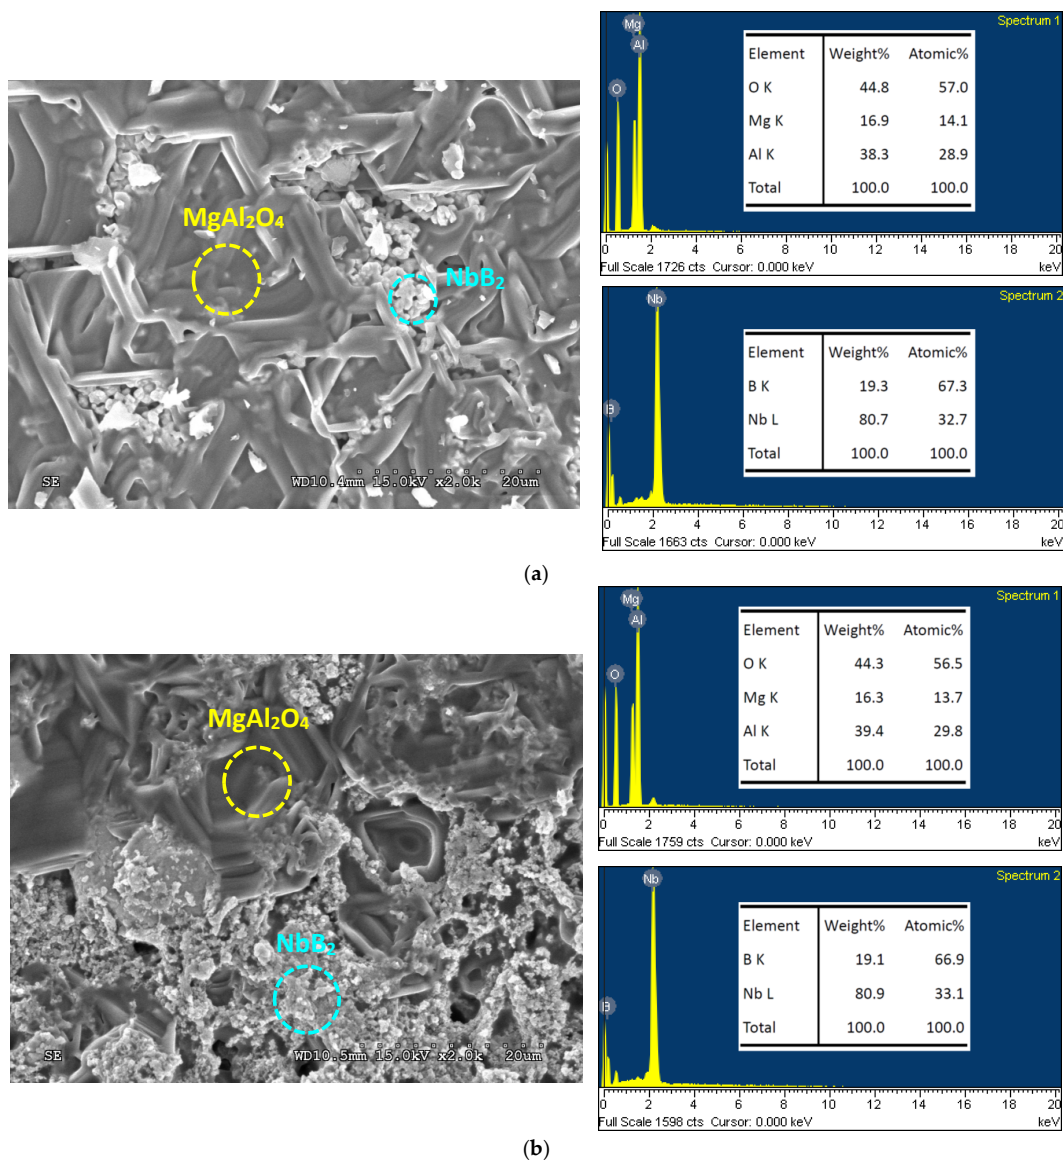 MgAl₂O₄
NbB₂
SE
WD10.4mm 15.0kV x2.0k 20um
Spectrum 1
Mg
Al
O
Element Weight% Atomic%
O K 44.8 57.0
Mg K 16.9 14.1
Al K 38.3 28.9
Total 100.0 100.0
0 2 4 6 8 10 12 14 16 18 20
Full Scale 1726 cts Cursor: 0.000 keV keV
Spectrum 2
Nb
B
Element Weight% Atomic%
B K 19.3 67.3
Nb L 80.7 32.7
Total 100.0 100.0
0 2 4 6 8 10 12 14 16 18 20
Full Scale 1663 cts Cursor: 0.000 keV keV
(a)
MgAl₂O₄
NbB₂
SE
WD10.5mm 15.0kV x2.0k 20um
Spectrum 1
Mg
Al
O
Element Weight% Atomic%
O K 44.3 56.5
Mg K 16.3 13.7
Al K 39.4 29.8
Total 100.0 100.0
0 2 4 6 8 10 12 14 16 18 20
Full Scale 1759 cts Cursor: 0.000 keV keV
Spectrum 2
Nb
B
Element Weight% Atomic%
B K 19.1 66.9
Nb L 80.9 33.1
Total 100.0 100.0
0 2 4 6 8 10 12 14 16 18 20
Full Scale 1598 cts Cursor: 0.000 keV keV
(b)